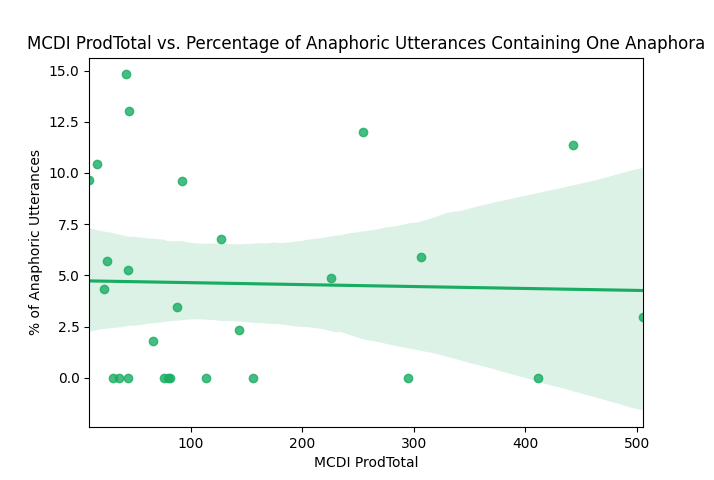 MCDI ProdTotal vs. Percentage of Anaphoric Utterances Containing One Anaphora
15.0
12.5
10.0
7.5
5.0
2.5
0.0
% of Anaphoric Utterances
100 200 300 400 500
MCDI ProdTotal